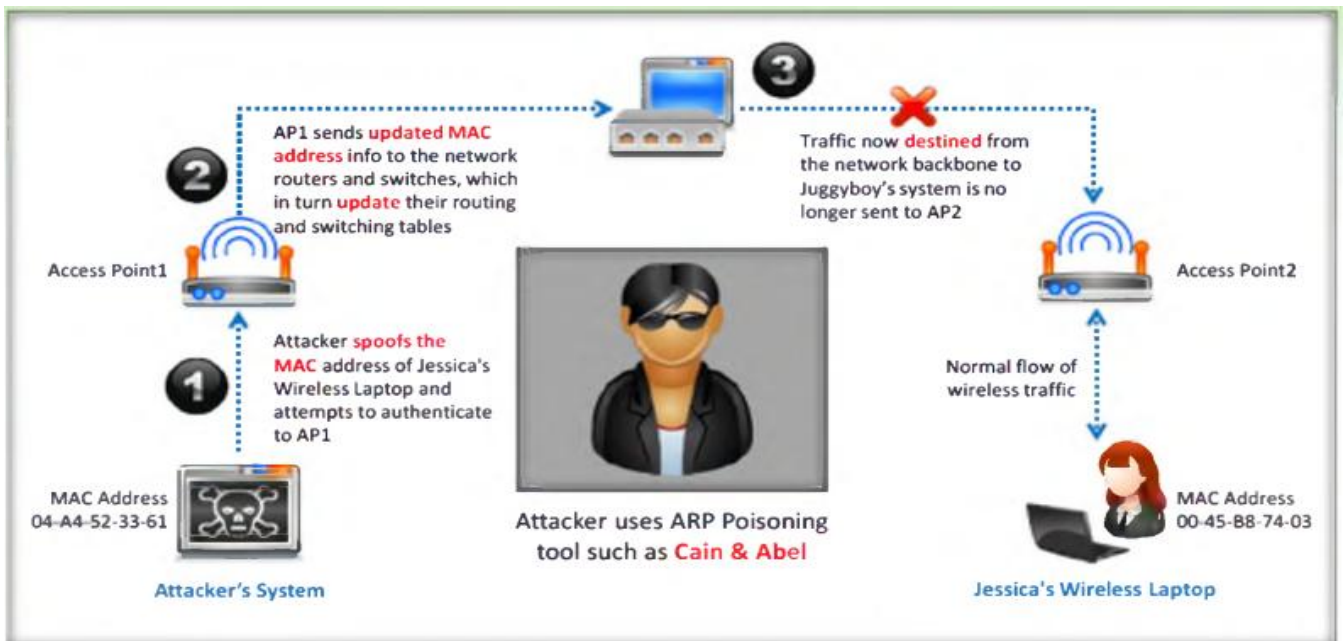 3
AP1 sends updated MAC
address info to the network
routers and switches, which
in turn update their routing
and switching tables
Traffic now destined from
the network backbone to
Juggyboy's system is no
longer sent to AP2
2
Access Point1
Access Point2
Attacker spoofs the
MAC address of Jessica's
Wireless Laptop and
attempts to authenticate
to AP1
1
Normal flow of
wireless traffic
MAC Address
04-A4-52-33-61
Attacker uses ARP Poisoning
tool such as Cain & Abel
MAC Address
00-45-B8-74-03
Attacker's System
Jessica's Wireless Laptop